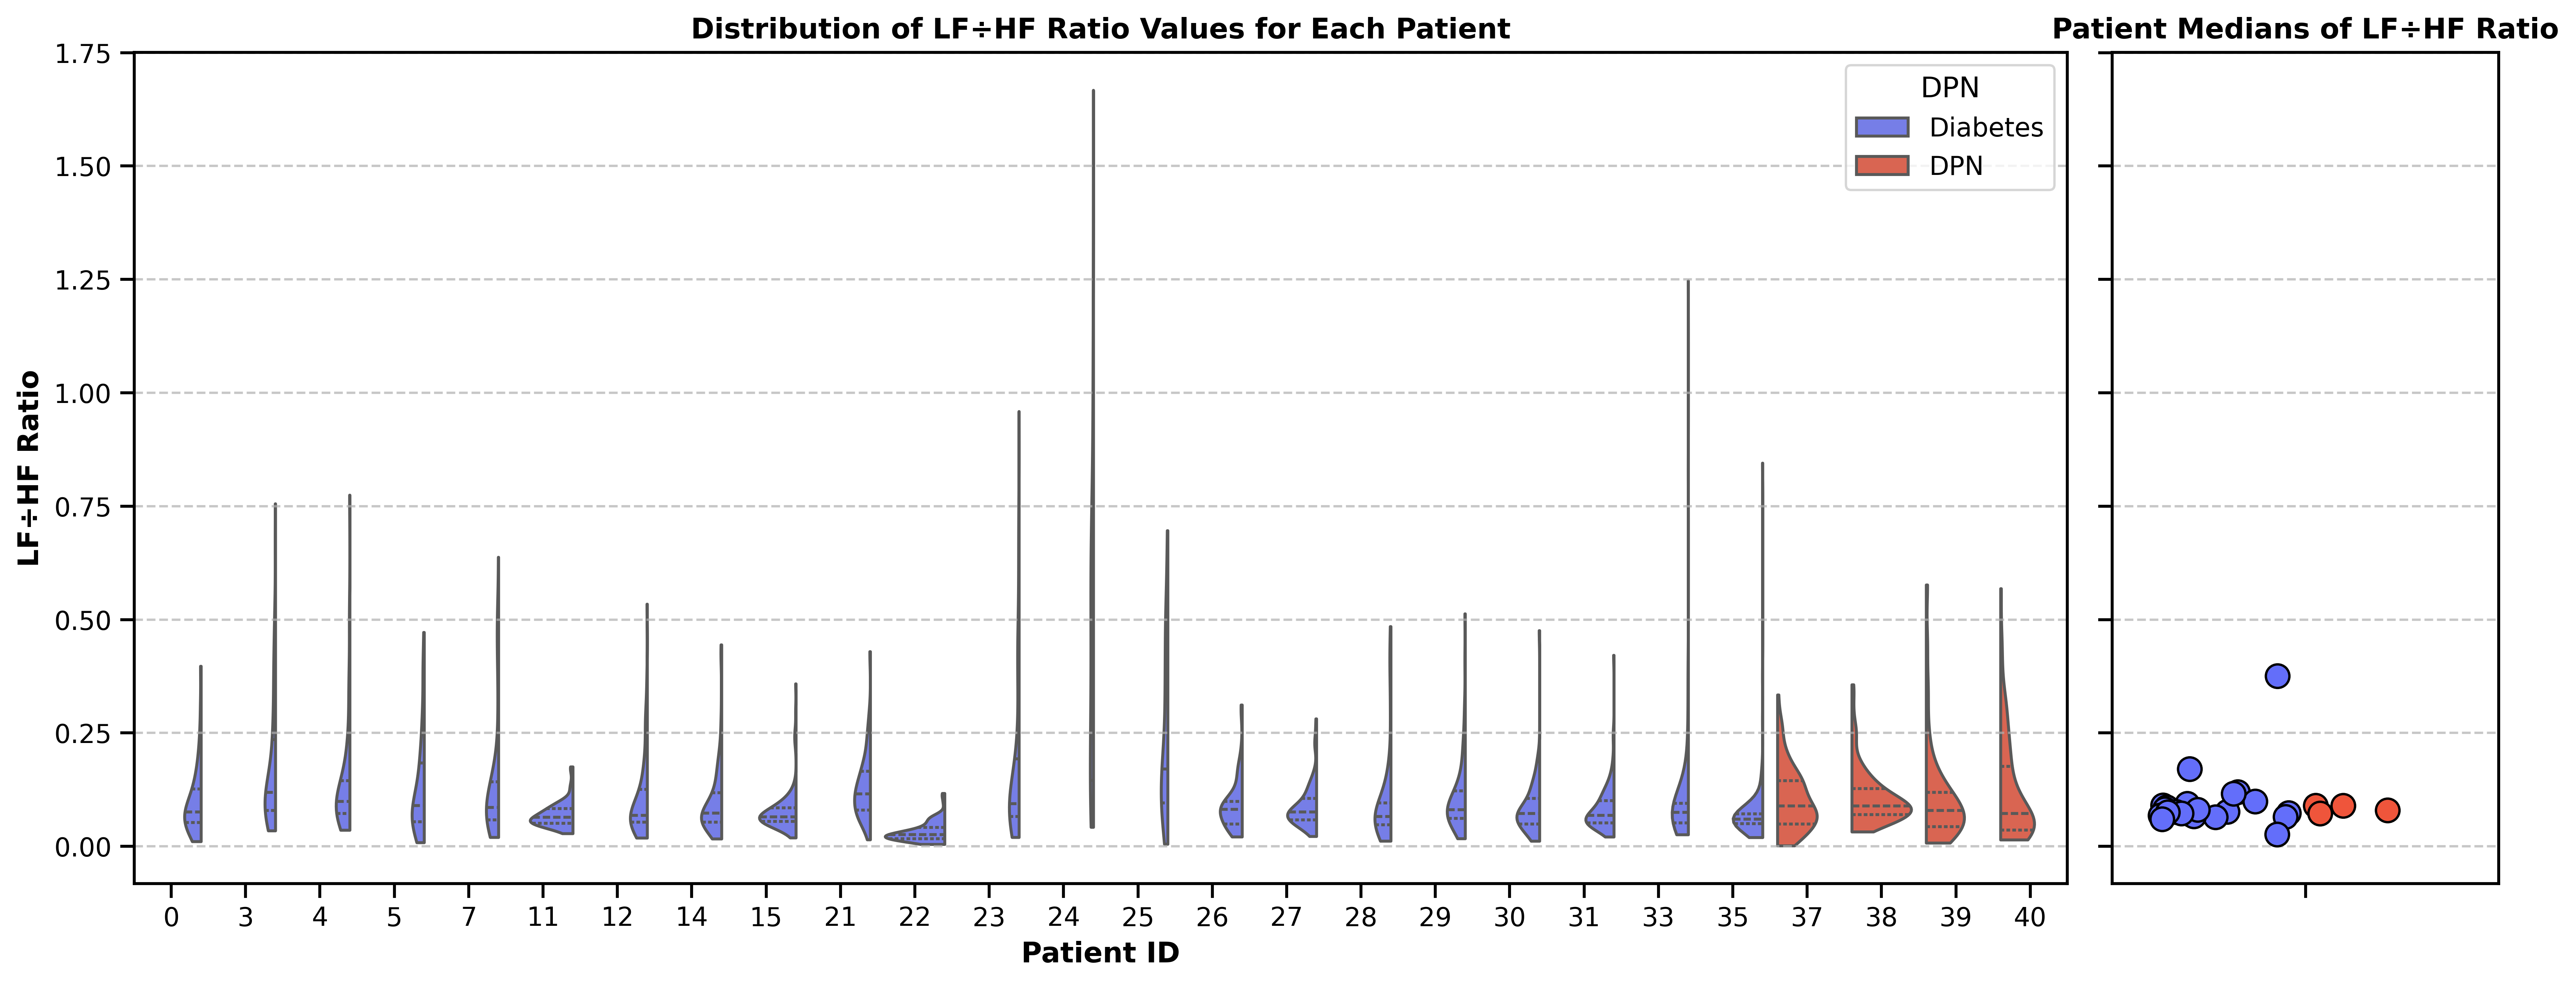 Distribution of LF÷HF Ratio Values for Each Patient
Patient Medians of LF÷HF Ratio
1.75
1.50
1.25
1.00
0.75
0.50
0.25
0.00
LF÷HF Ratio
DPN
Diabetes
DPN
0 3 4 5 7 11 12 14 15 21 22 23 24 25 26 27 28 29 30 31 33 35 37 38 39 40
Patient ID